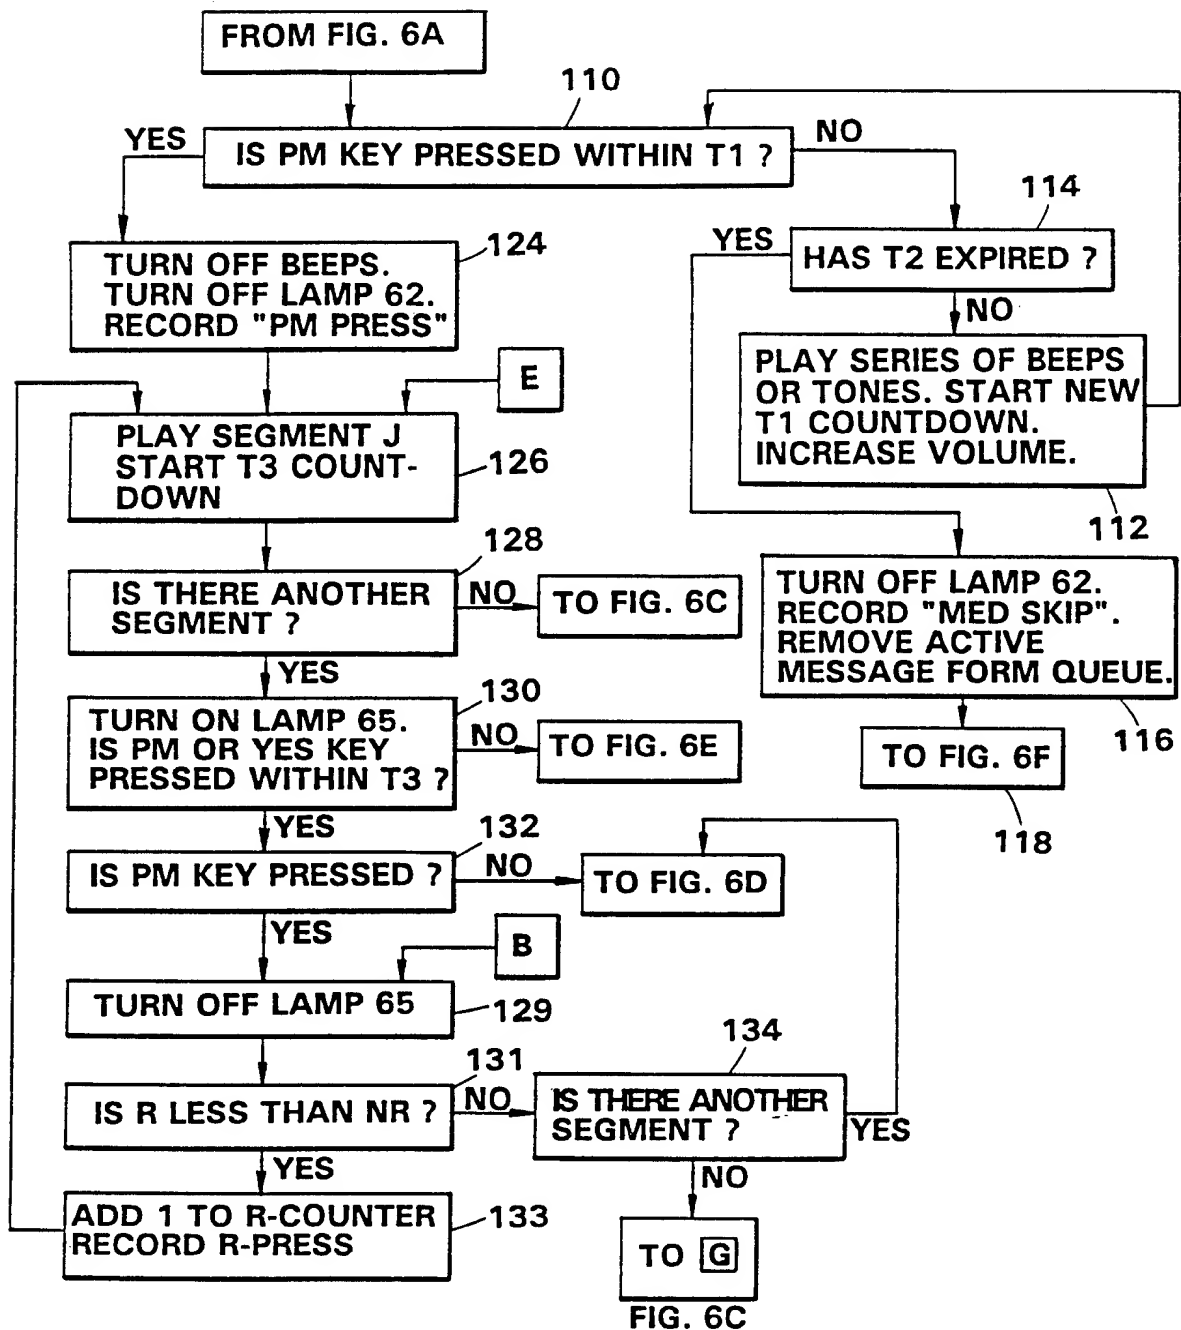 FROM FIG. 6A
110
YES
IS PM KEY PRESSED WITHIN T1 ?
NO
114
124
TURN OFF BEEPS.
TURN OFF LAMP 62.
RECORD "PM PRESS"
YES
HAS T2 EXPIRED ?
NO
E
PLAY SERIES OF BEEPS
OR TONES. START NEW
T1 COUNTDOWN.
INCREASE VOLUME.
112
PLAY SEGMENT J
START T3 COUNT-
DOWN
126
128
IS THERE ANOTHER
SEGMENT ?
NO
TO FIG. 6C
YES
TURN OFF LAMP 62.
RECORD "MED SKIP".
REMOVE ACTIVE
MESSAGE FORM QUEUE.
116
130
TURN ON LAMP 65.
IS PM OR YES KEY
PRESSED WITHIN T3 ?
NO
TO FIG. 6E
TO FIG. 6F
118
YES
132
IS PM KEY PRESSED ?
NO
TO FIG. 6D
YES
B
TURN OFF LAMP 65
129
131
IS R LESS THAN NR ?
NO
134
IS THERE ANOTHER
SEGMENT ?
YES
YES
NO
ADD 1 TO R-COUNTER
RECORD R-PRESS
133
TO G
FIG. 6C